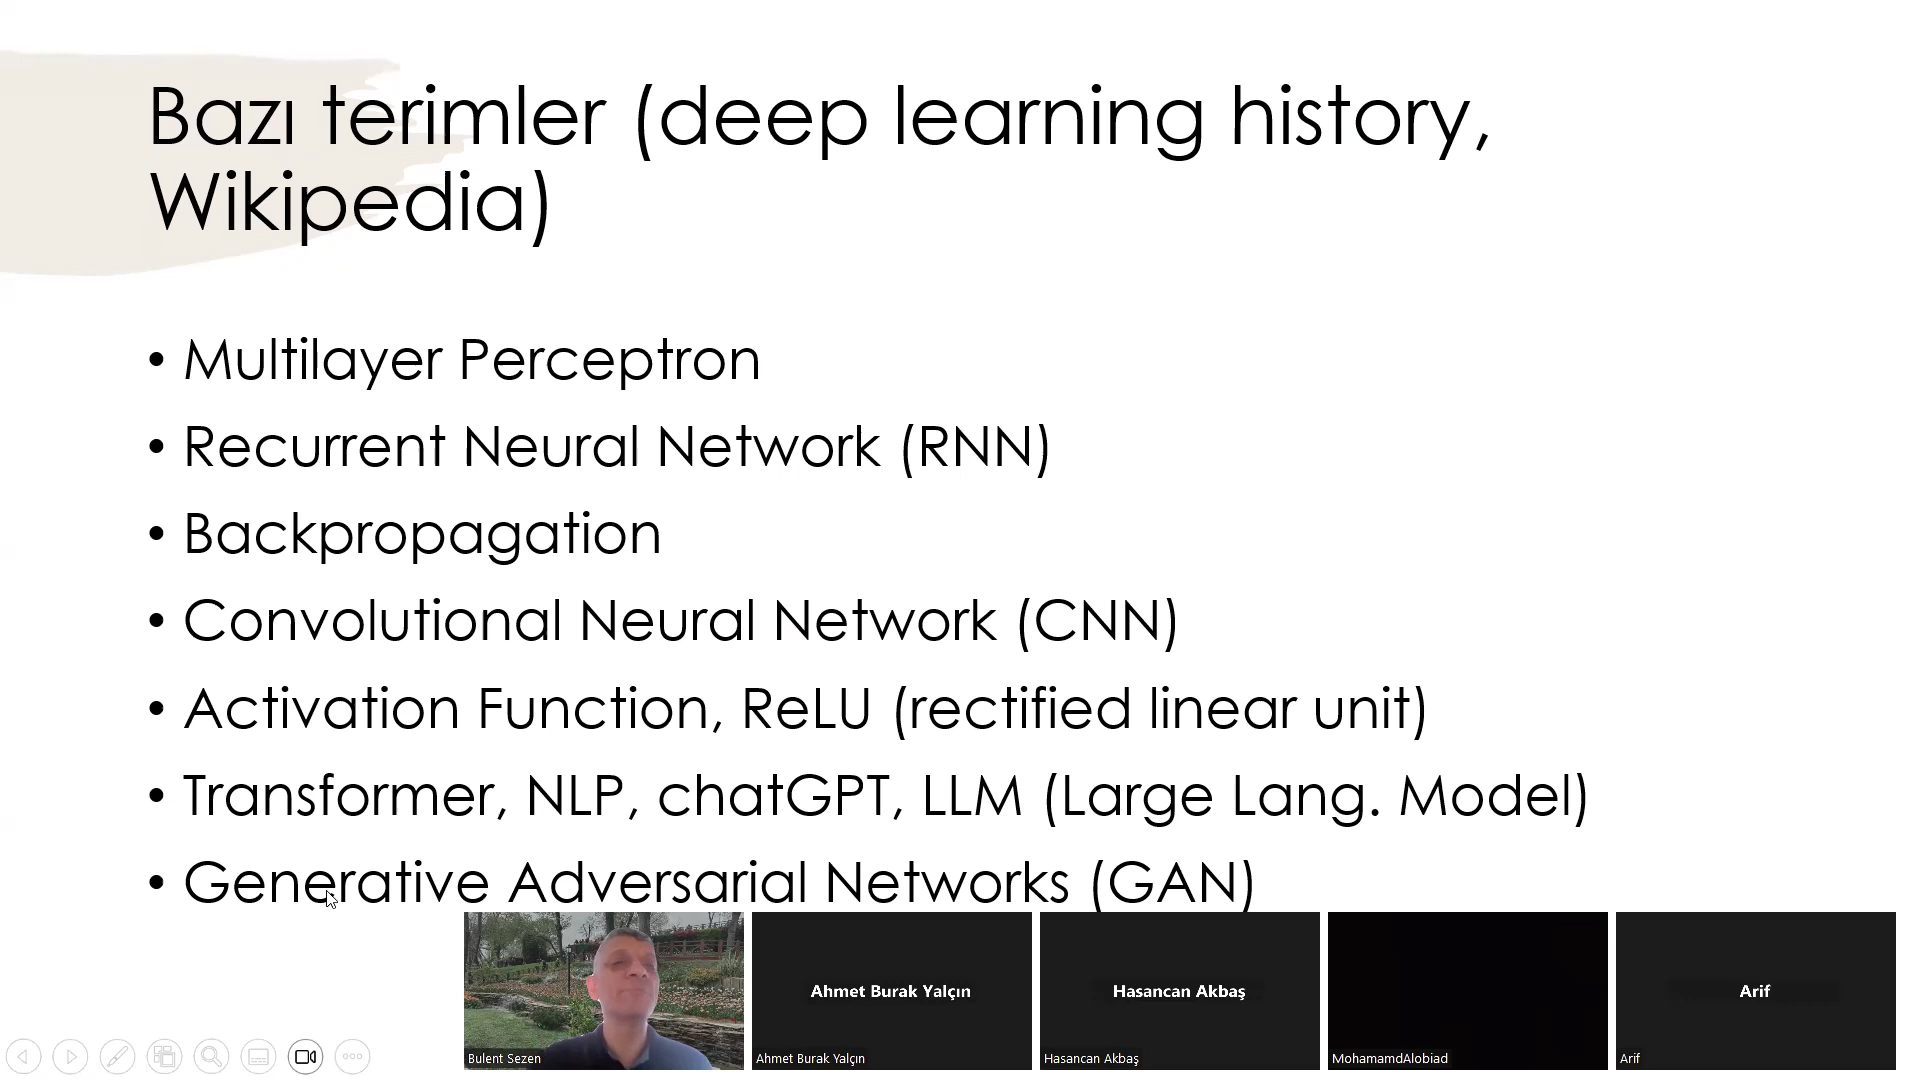 Bazı terimler (deep learning history,
Wikipedia)
• Multilayer Perceptron
• Recurrent Neural Network (RNN)
• Backpropagation
• Convolutional Neural Network (CNN)
• Activation Function, ReLU (rectified linear unit)
• Transformer, NLP, chatGPT, LLM (Large Lang. Model)
• Generative Adversarial Networks (GAN)
Ahmet Burak Yalçın
Hasancan Akbaş
Arif
Bulent Sezen
Ahmet Burak Yalçın
Hasancan Akbaş
MohamamdAlobiad
Arif